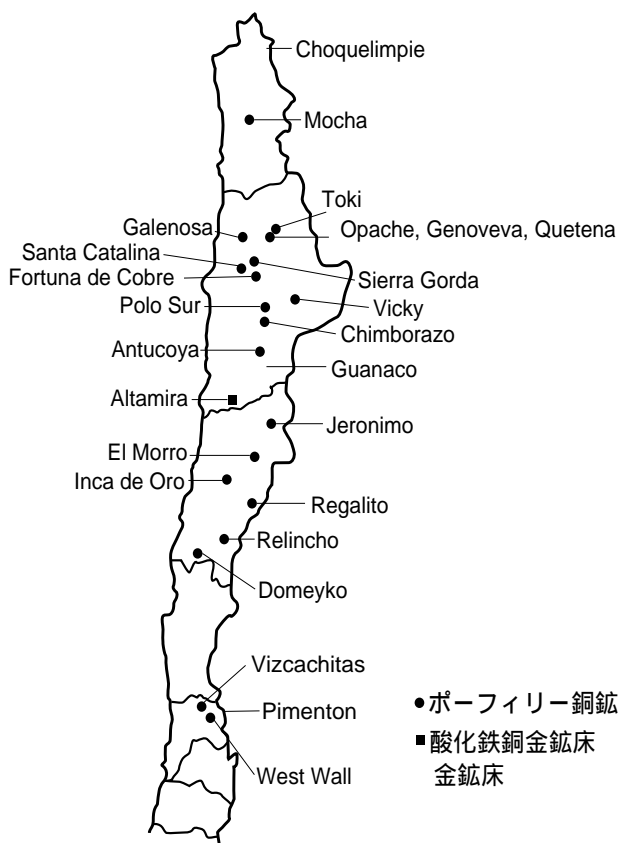 Choquelimpie
Mocha
Toki
Galenosa
Opache, Genoveva, Quetena
Santa Catalina
Fortuna de Cobre
Sierra Gorda
Polo Sur
Vicky
Chimborazo
Antucoya
Guanaco
Altamira
Jeronimo
El Morro
Inca de Oro
Regalito
Relincho
Domeyko
Vizcachitas
Pimenton
West Wall
●ポーフィリー銅鉱
■酸化鉄銅金鉱床
金鉱床